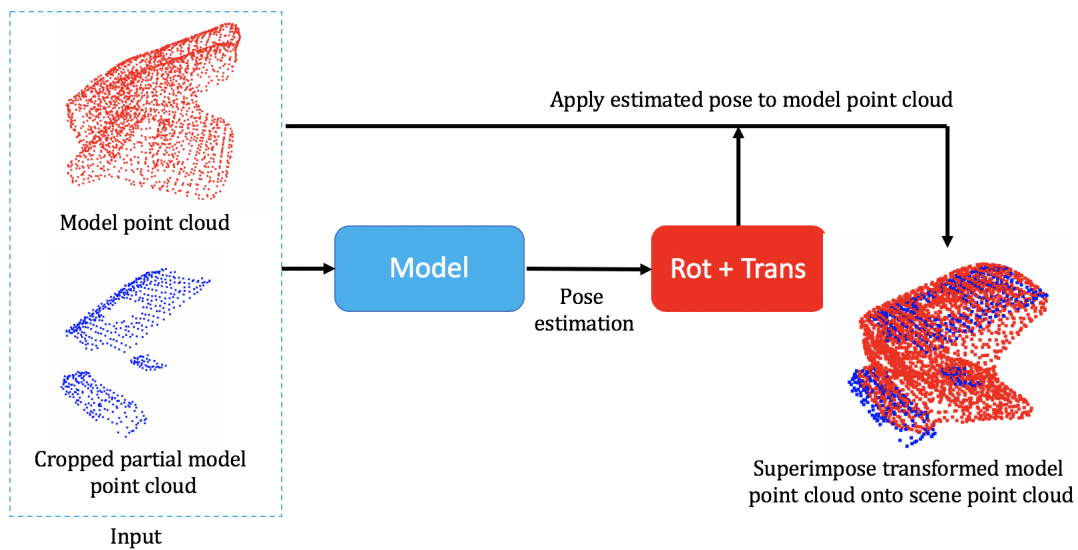 Apply estimated pose to model point cloud
Model point cloud
Model
Rot + Trans
Pose
estimation
Cropped partial model
point cloud
Superimpose transformed model
point cloud onto scene point cloud
Input